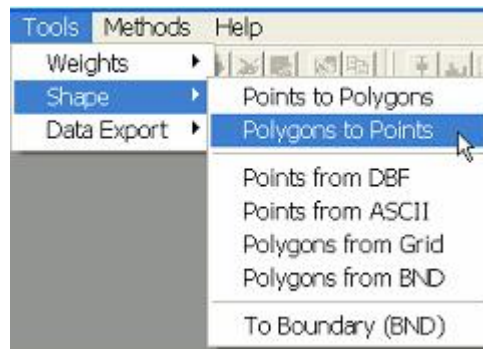 Tools Methods Help
Weights
Shape
Data Export
Points to Polygons
Polygons to Points
Points from DBF
Points from ASCII
Polygons from Grid
Polygons from BND
To Boundary (BND)